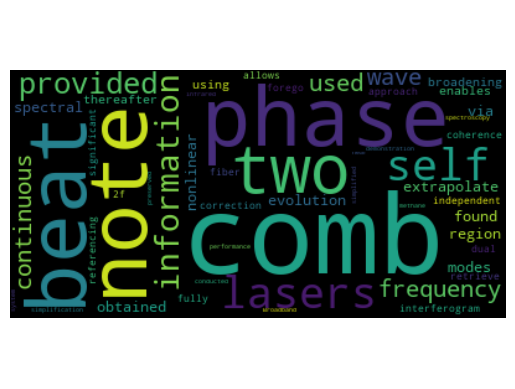 provided
spectral
thereafter
continuous
beat
note
2f
significant
referencing
obtained
simplification
information
using
allows
infrared
forego
used
wave
approach
broadening
enables
via
spectroscopy
coherence
phase
nonlinear
fiber
two
demonstration
self
extrapolate
correction
evolution
simplified
methane
independent
found
region
comb
performance
dual
modes
retrieve
conducted
lasers
frequency
fully
broadband
interferogram